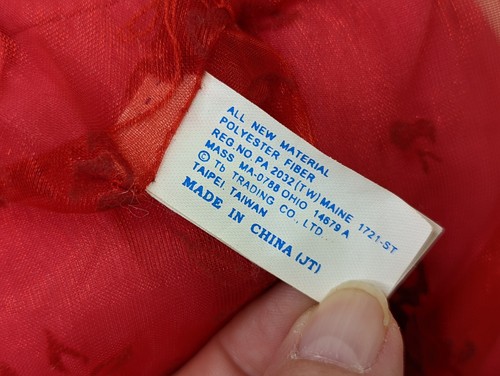 ALL NEW MATERIAL
POLYESTER FIBER
REG.NO PA 2032 (TW) MAINE 1721-ST
MASS MA-0788 OHIO 14679 A
© Tb TRADING CO., LTD.
TAIPEI, TAIWAN
MADE IN CHINA (JT)